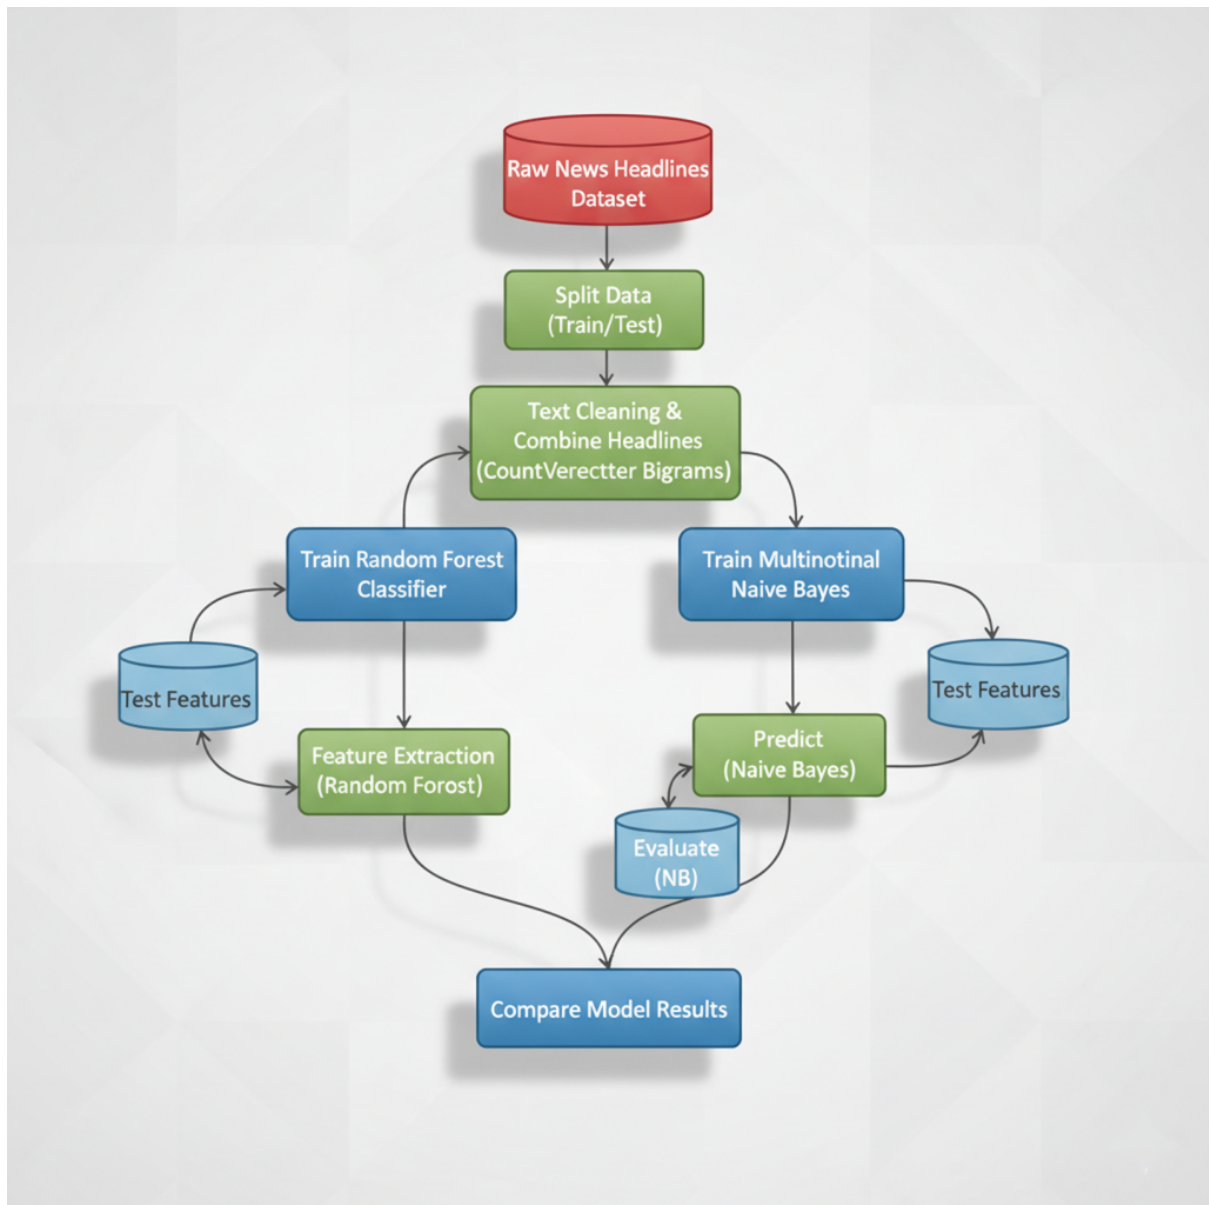 Raw News Headlines
Dataset
Split Data
(Train/Test)
Text Cleaning &
Combine Headlines
(CountVerectter Bigrams)
Train Random Forest
Classifier
Train Multinotinal
Naive Bayes
Test Features
Test Features
Feature Extraction
(Random Forost)
Predict
(Naive Bayes)
Evaluate
(NB)
Compare Model Results